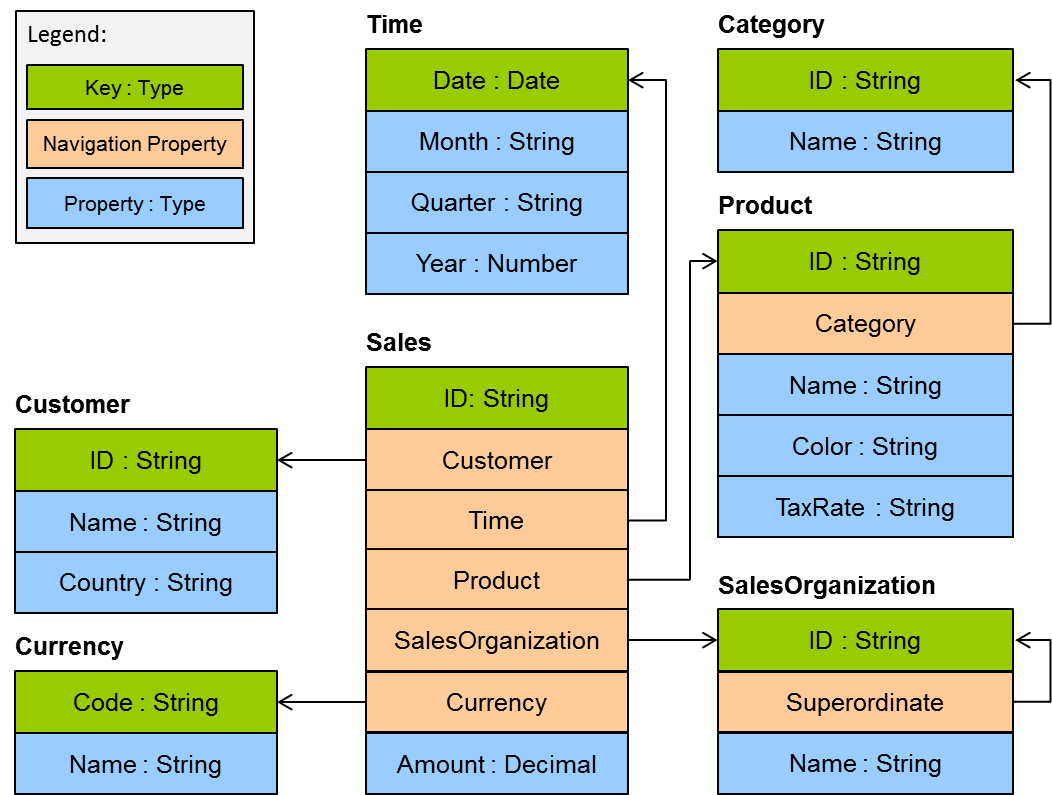 Legend:
Key : Type
Navigation Property
Property : Type
Time
Date : Date
Month : String
Quarter : String
Year : Number
Category
ID : String
Name : String
Product
ID : String
Category
Name : String
Color : String
TaxRate : String
Sales
ID: String
Customer
Time
Product
SalesOrganization
Currency
Amount : Decimal
Customer
ID : String
Name : String
Country : String
Currency
Code : String
Name : String
SalesOrganization
ID : String
Superordinate
Name : String